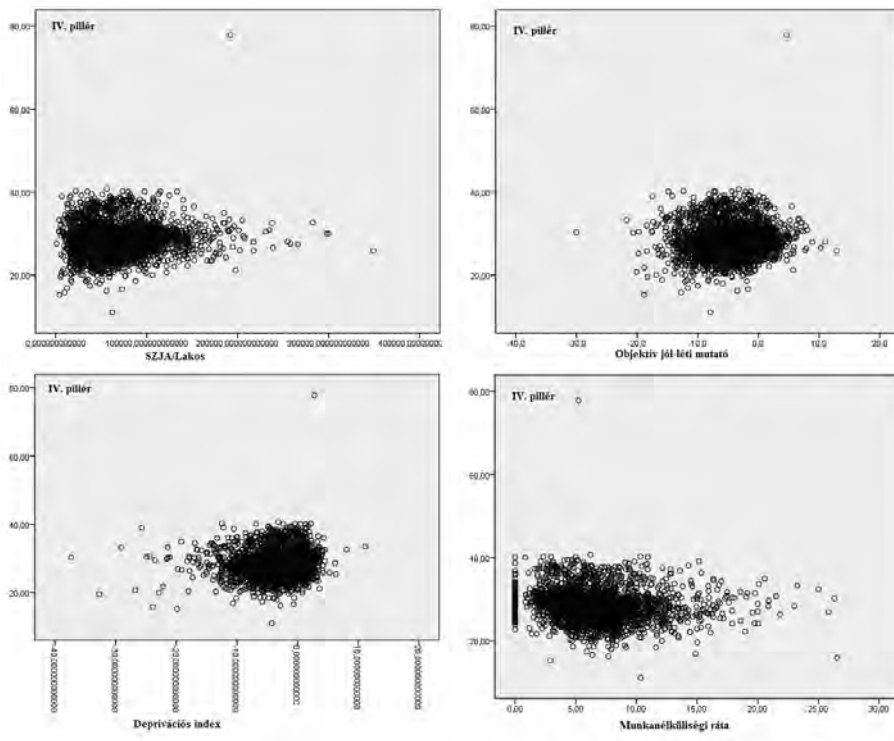 IV. pillér
80,00
60,00
40,00
20,00
SZJA/Lakos
IV. pillér
80,00
60,00
40,00
20,00
-40,0 -20,0 -10,0 0,0 10,0 20,0
Objektív jól-léti mutató
IV. pillér
80,00
60,00
40,00
20,00
Deprivációs index
IV. pillér
80,00
60,00
40,00
20,00
0,00 5,00 10,00 15,00 20,00 25,00 30,00
Munkanélküliségi ráta